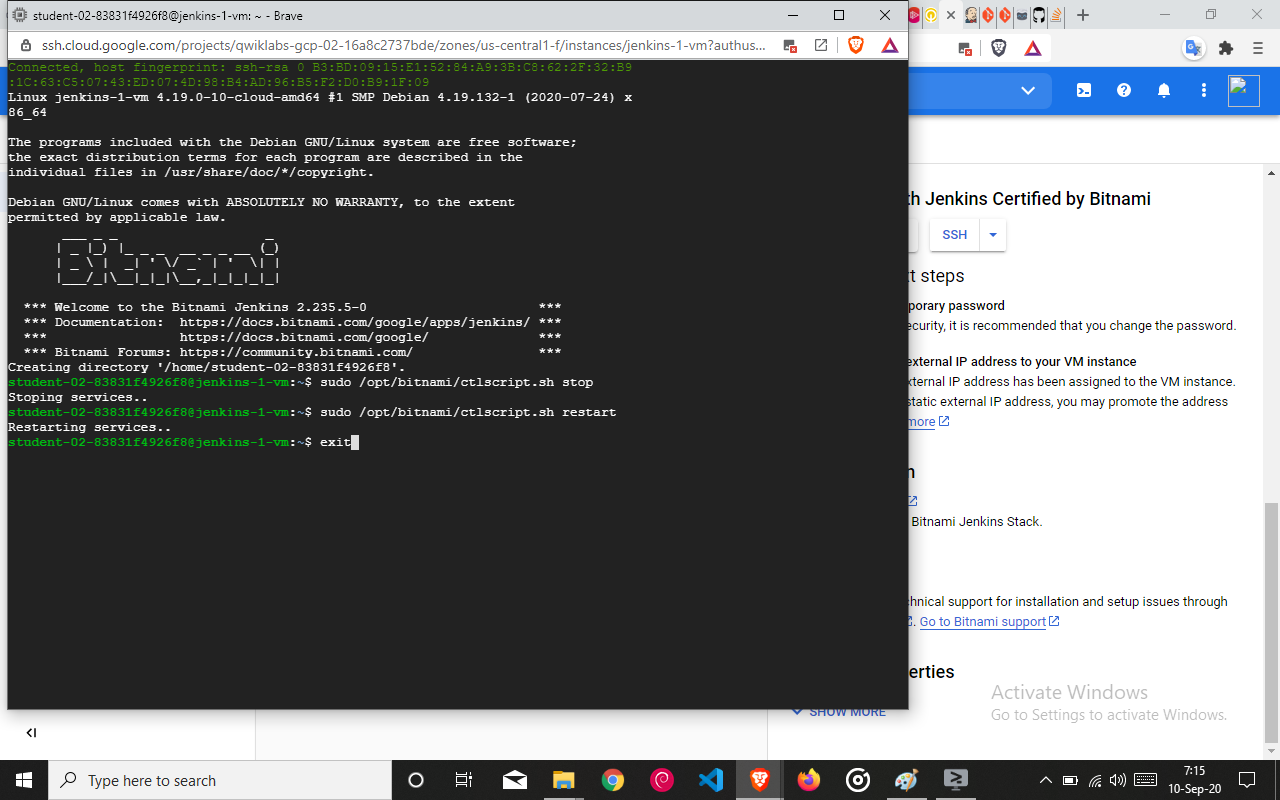 student-02-83831f4926f8@jenkins-1-vm: ~ - Brave
ssh.cloud.google.com/projects/qwiklabs-gcp-02-16a8c2737bde/zones/us-central1-f/instances/jenkins-1-vm?authus...
Connected, host fingerprint: ssh-rsa 0 B3:BD:09:15:E1:52:84:A9:3B:C8:62:2F:32:B9
:1C:63:C5:07:43:ED:07:4D:98:B4:AD:96:B5:F2:D0:B9:1F:09
Linux jenkins-1-vm 4.19.0-10-cloud-amd64 #1 SMP Debian 4.19.132-1 (2020-07-24) x
86_64
The programs included with the Debian GNU/Linux system are free software;
the exact distribution terms for each program are described in the
individual files in /usr/share/doc/*/copyright.
Debian GNU/Linux comes with ABSOLUTELY NO WARRANTY, to the extent
permitted by applicable law.
Bitnami
*** Welcome to the Bitnami Jenkins 2.235.5-0 ***
*** Documentation: https://docs.bitnami.com/google/apps/jenkins/ ***
*** https://docs.bitnami.com/google/ ***
*** Bitnami Forums: https://community.bitnami.com/ ***
Creating directory '/home/student-02-83831f4926f8'.
student-02-83831f4926f8@jenkins-1-vm:~$ sudo /opt/bitnami/ctlscript.sh stop
Stoping services..
student-02-83831f4926f8@jenkins-1-vm:~$ sudo /opt/bitnami/ctlscript.sh restart
Restarting services..
student-02-83831f4926f8@jenkins-1-vm:~$ exit
th Jenkins Certified by Bitnami
SSH
xt steps
porary password
ecurity, it is recommended that you change the password.
external IP address to your VM instance
xternal IP address has been assigned to the VM instance.
static external IP address, you may promote the address
more
n
Bitnami Jenkins Stack.
chnical support for installation and setup issues through
. Go to Bitnami support
erties
SHOW MORE
Activate Windows
Go to Settings to activate Windows.
Type here to search
7:15
10-Sep-20